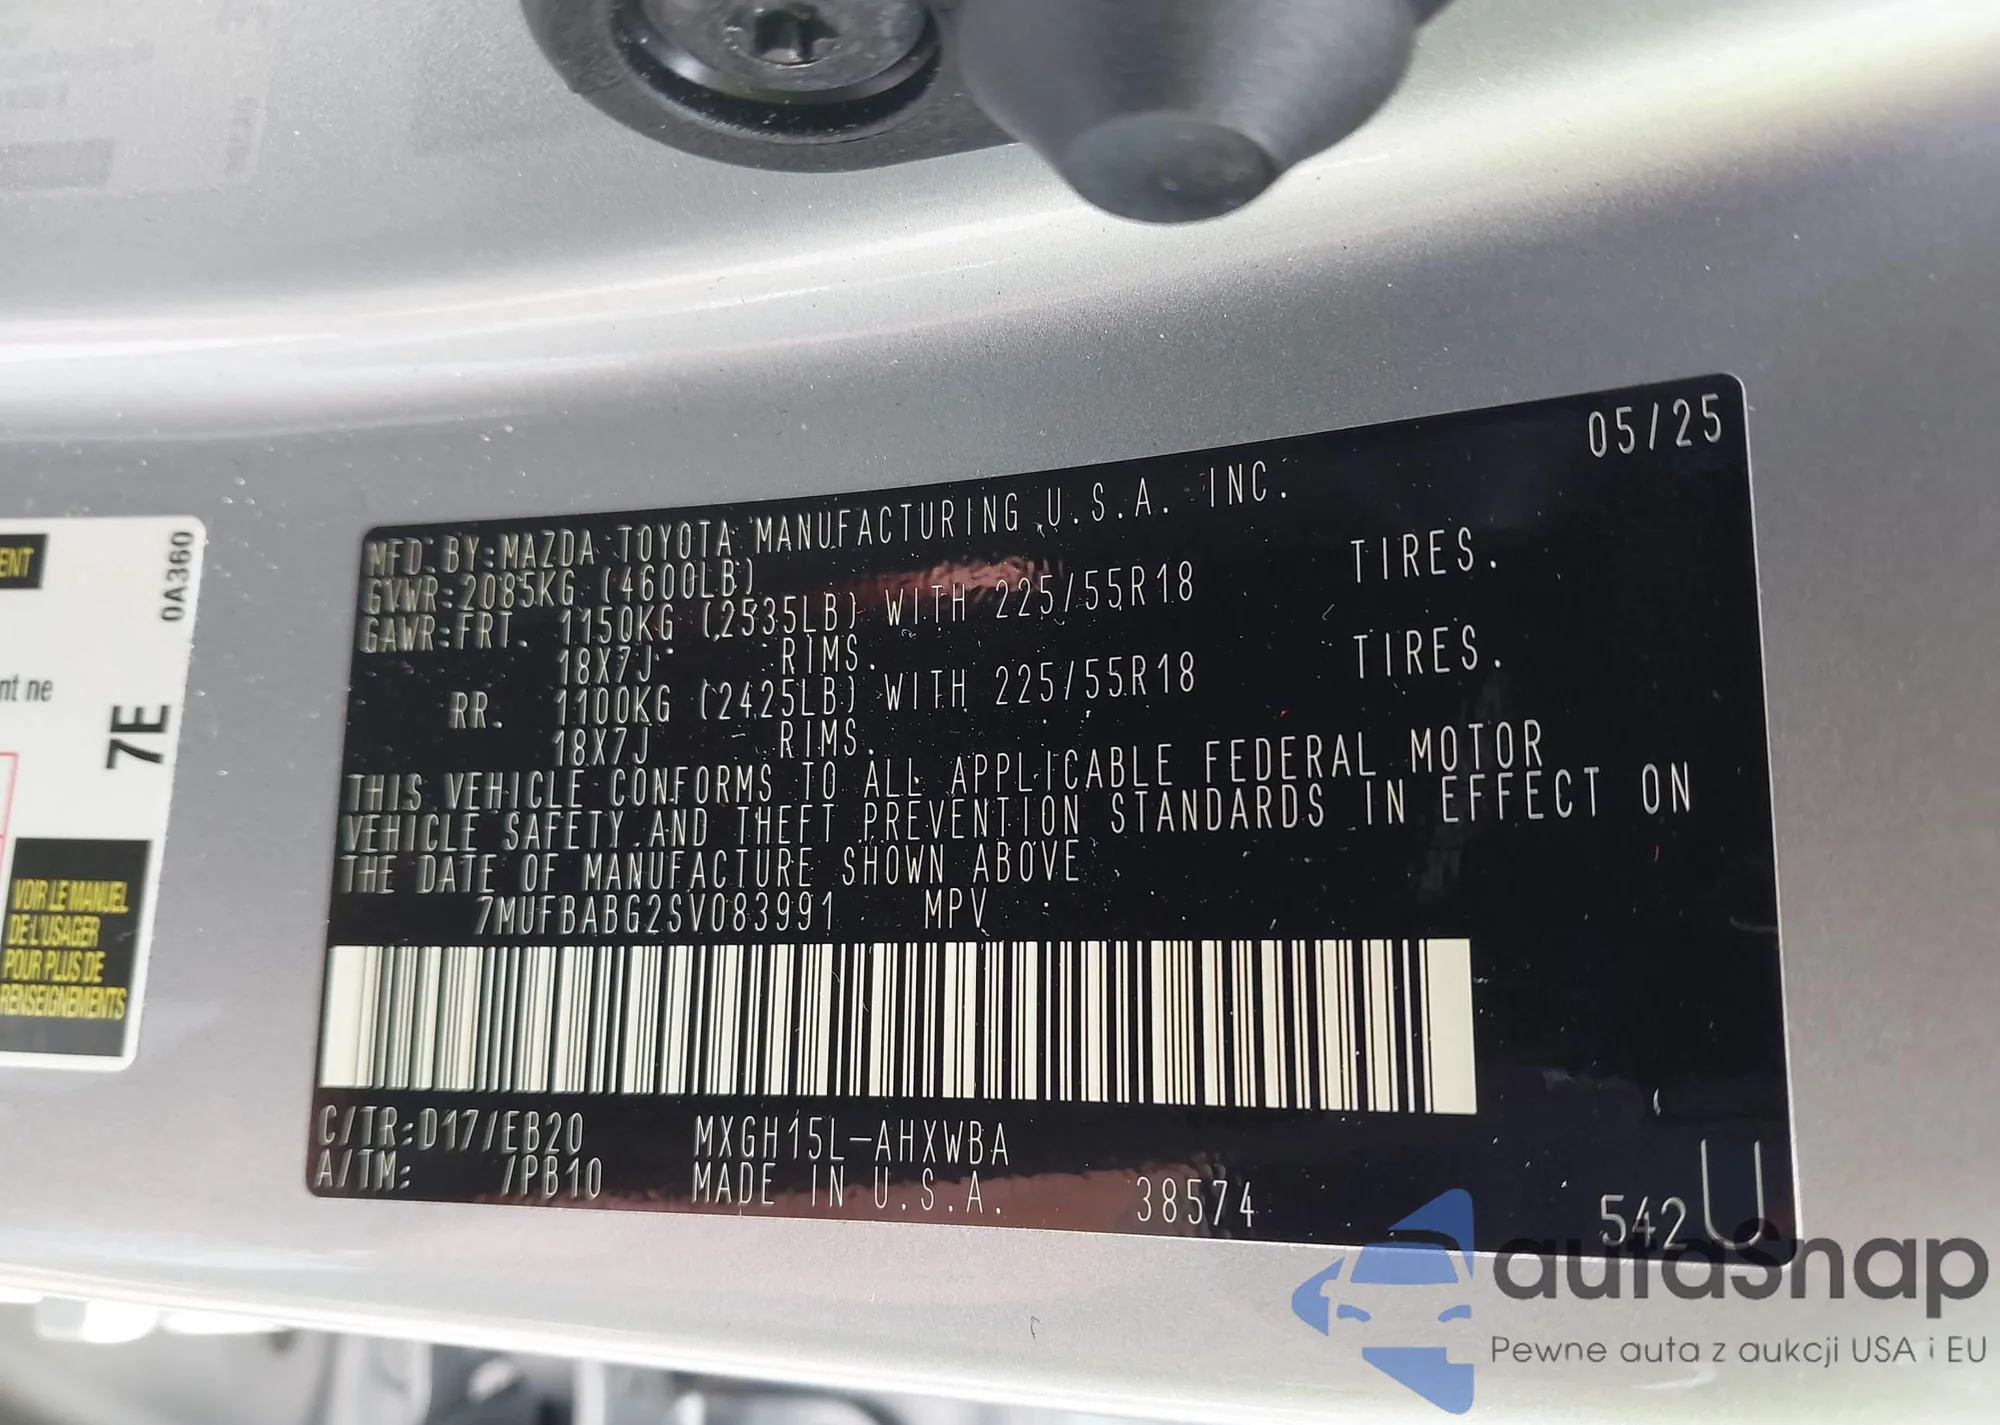 05/25
MFD.BY:MAZDA TOYOTA MANUFACTURING U.S.A. INC.
GVWR:2085KG (4600LB)
GAWR:FRT. 1150KG (2535LB) WITH 225/55R18 TIRES.
18X7J RIMS.
RR. 1100KG (2425LB) WITH 225/55R18 TIRES.
18X7J RIMS.
THIS VEHICLE CONFORMS TO ALL APPLICABLE FEDERAL MOTOR
VEHICLE SAFETY AND THEFT PREVENTION STANDARDS IN EFFECT ON
THE DATE OF MANUFACTURE SHOWN ABOVE
7MUFBABG2SV083991 MPV
C/TR:D17/EB20 MXGH15L-AHXWBA
A/TM: /PB10 MADE IN U.S.A. 38574 542 U
0A360
ENT
nt ne
7E
VOIR LE MANUEL
DE L'USAGER
POUR PLUS DE
RENSEIGNEMENTS
autaSnap
Pewne auta z aukcji USA i EU